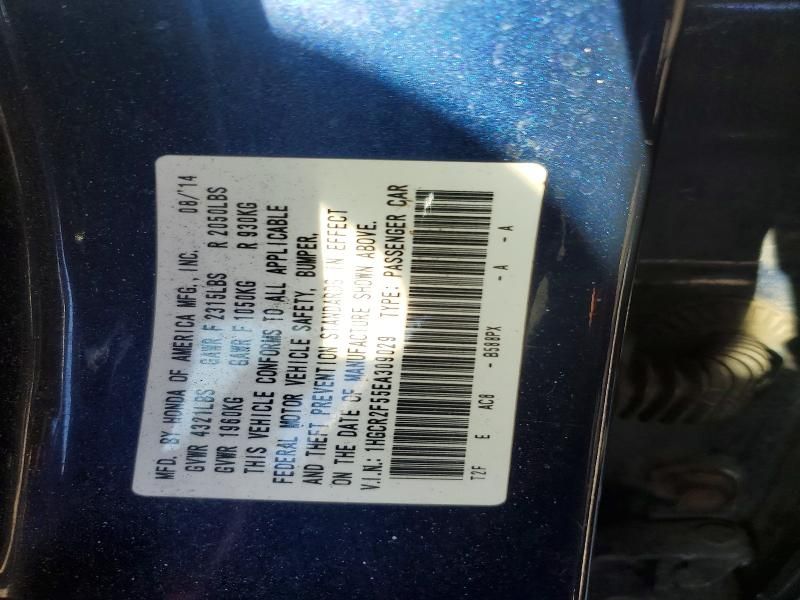 MFD. BY HONDA OF AMERICA MFG., INC. 08/'14
GVWR 4321LBS GAWR F 2315LBS R 2050LBS
GVWR 1960KG GAWR F 1050KG R 930KG
THIS VEHICLE CONFORMS TO ALL APPLICABLE
FEDERAL MOTOR VEHICLE SAFETY, BUMPER,
AND THEFT PREVENTION STANDARDS IN EFFECT
ON THE DATE OF MANUFACTURE SHOWN ABOVE.
V.I.N.: 1HGCR2F55EA309029 TYPE: PASSENGER CAR
T2F E AC8 - B588PX - A - A